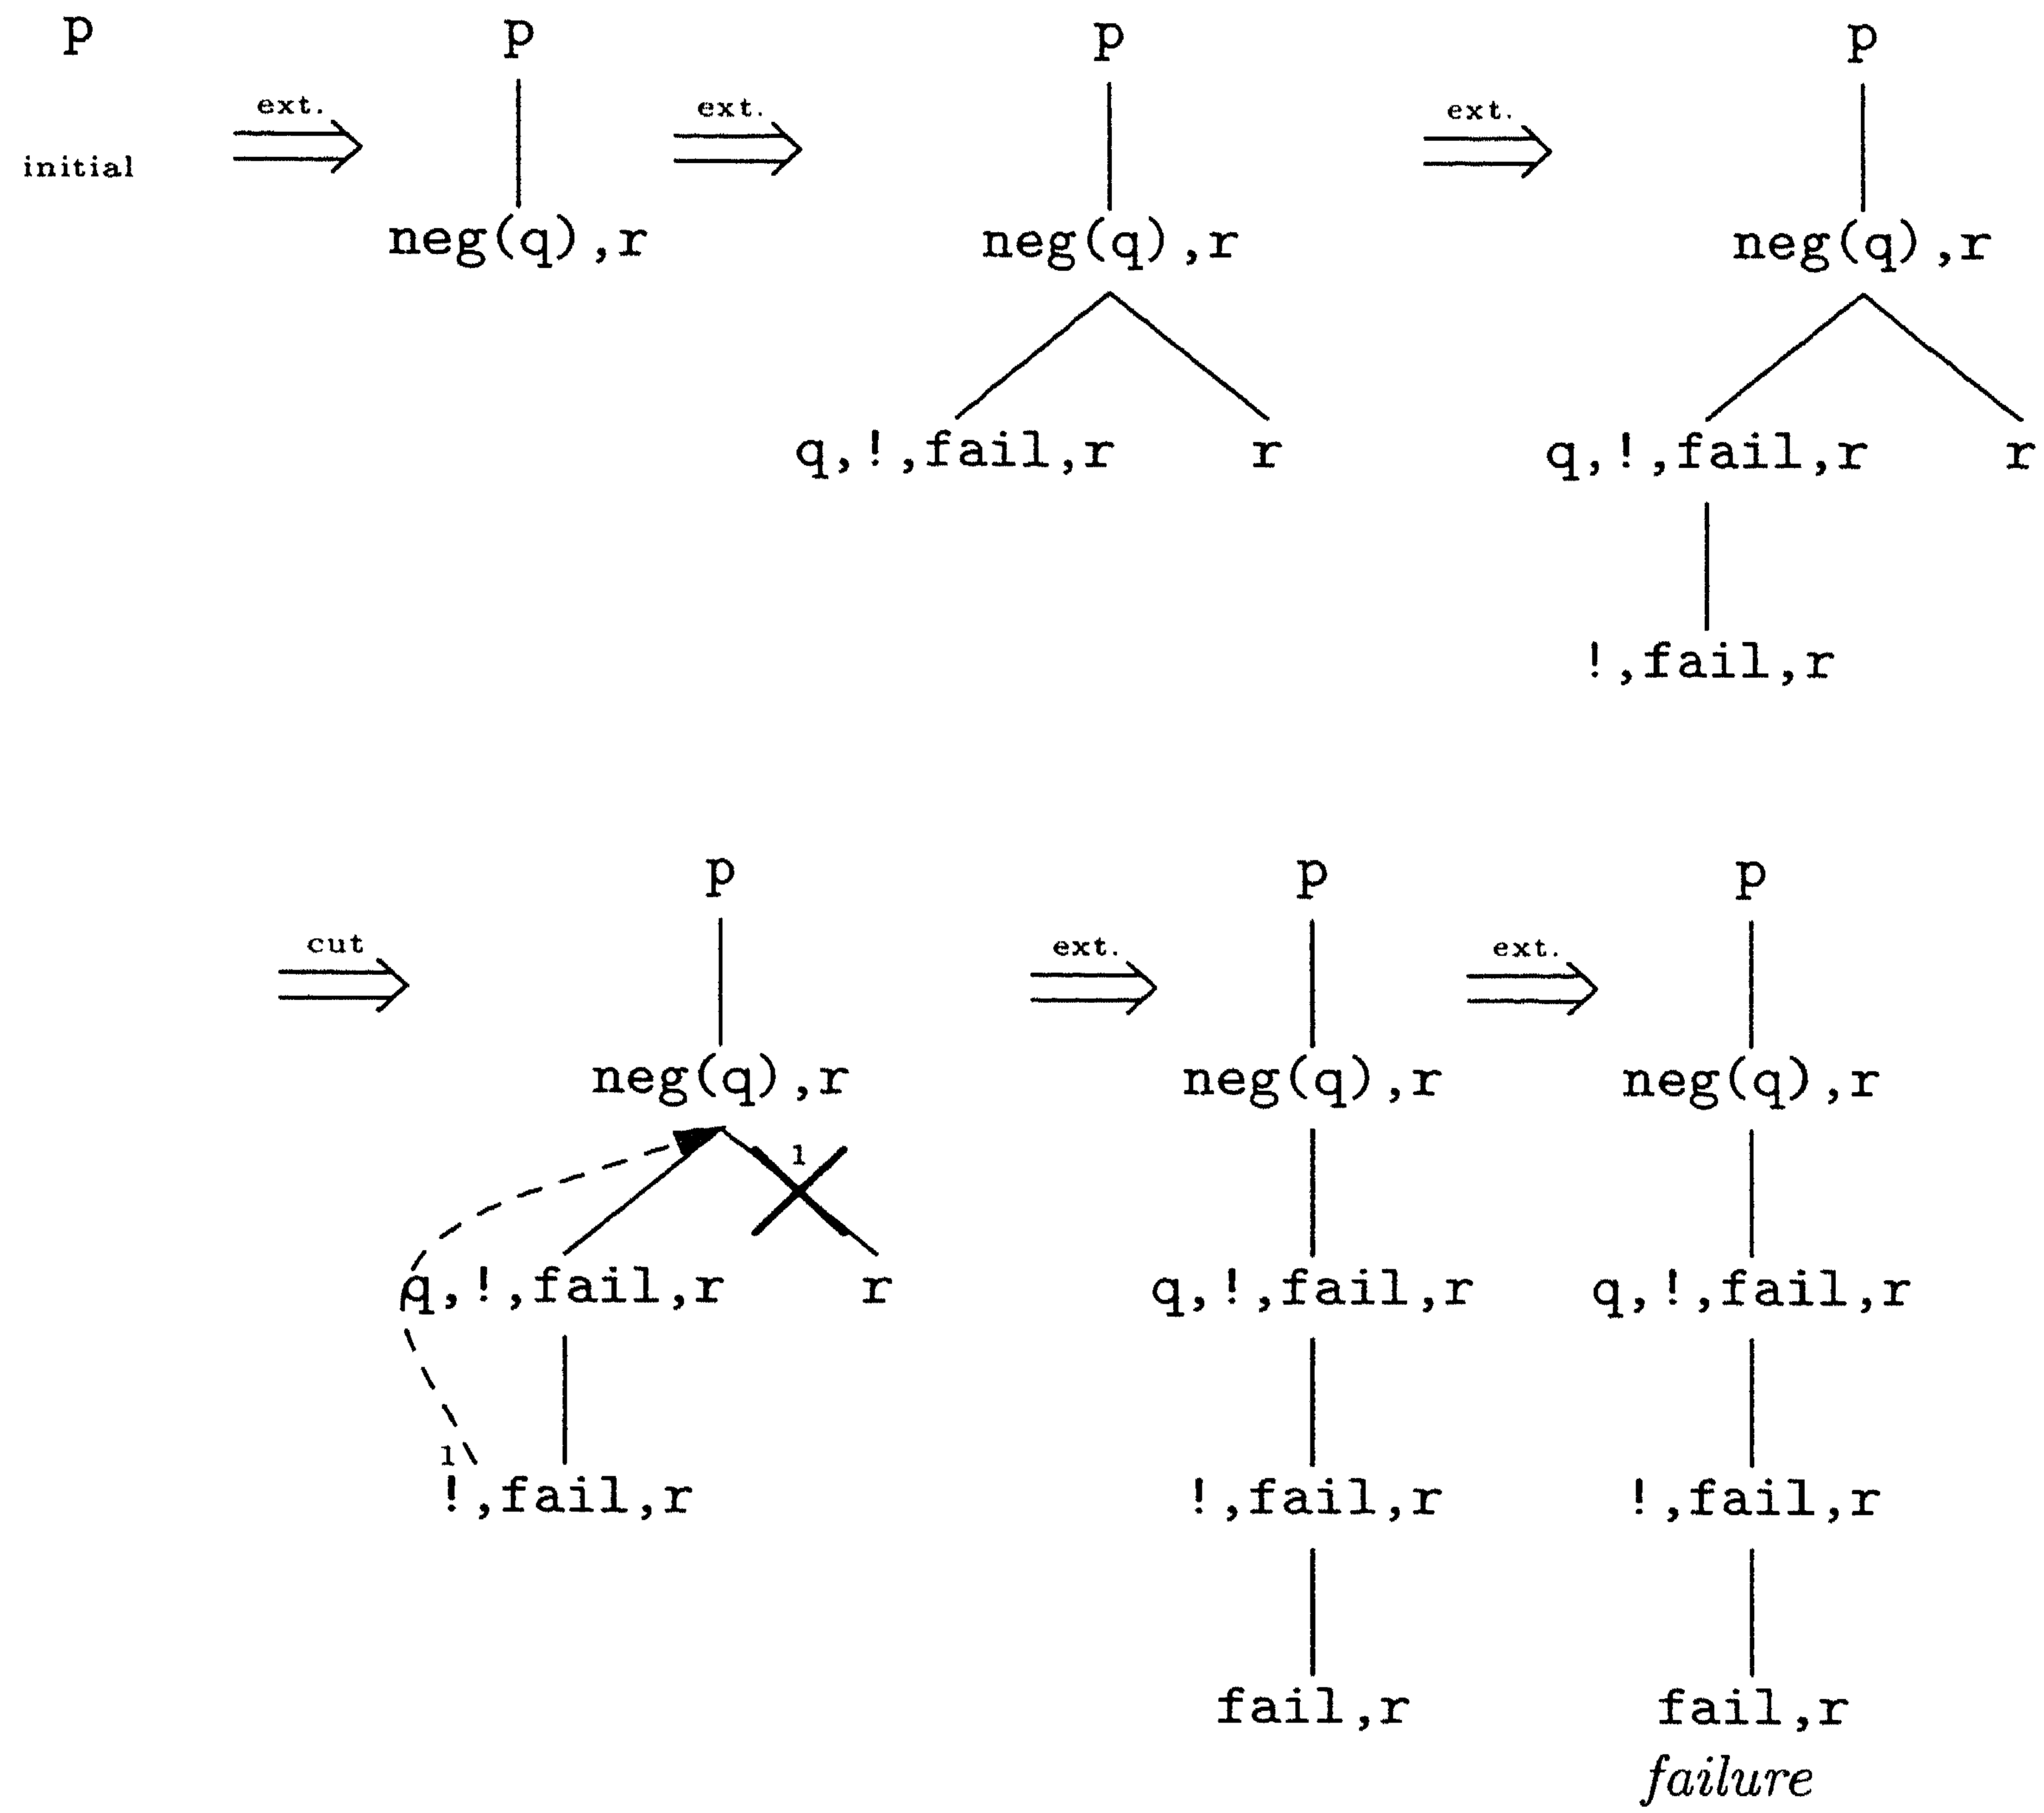 p p p p
ext. ext. ext.
initial
neg(q),r neg(q),r neg(q),r
q,!,fail,r r q,!,fail,r r
!,fail,r
p p p
cut ext. ext.
neg(q),r neg(q),r neg(q),r
1
q,!,fail,r r q,!,fail,r q,!,fail,r
1
!,fail,r !,fail,r !,fail,r
fail,r fail,r
failure